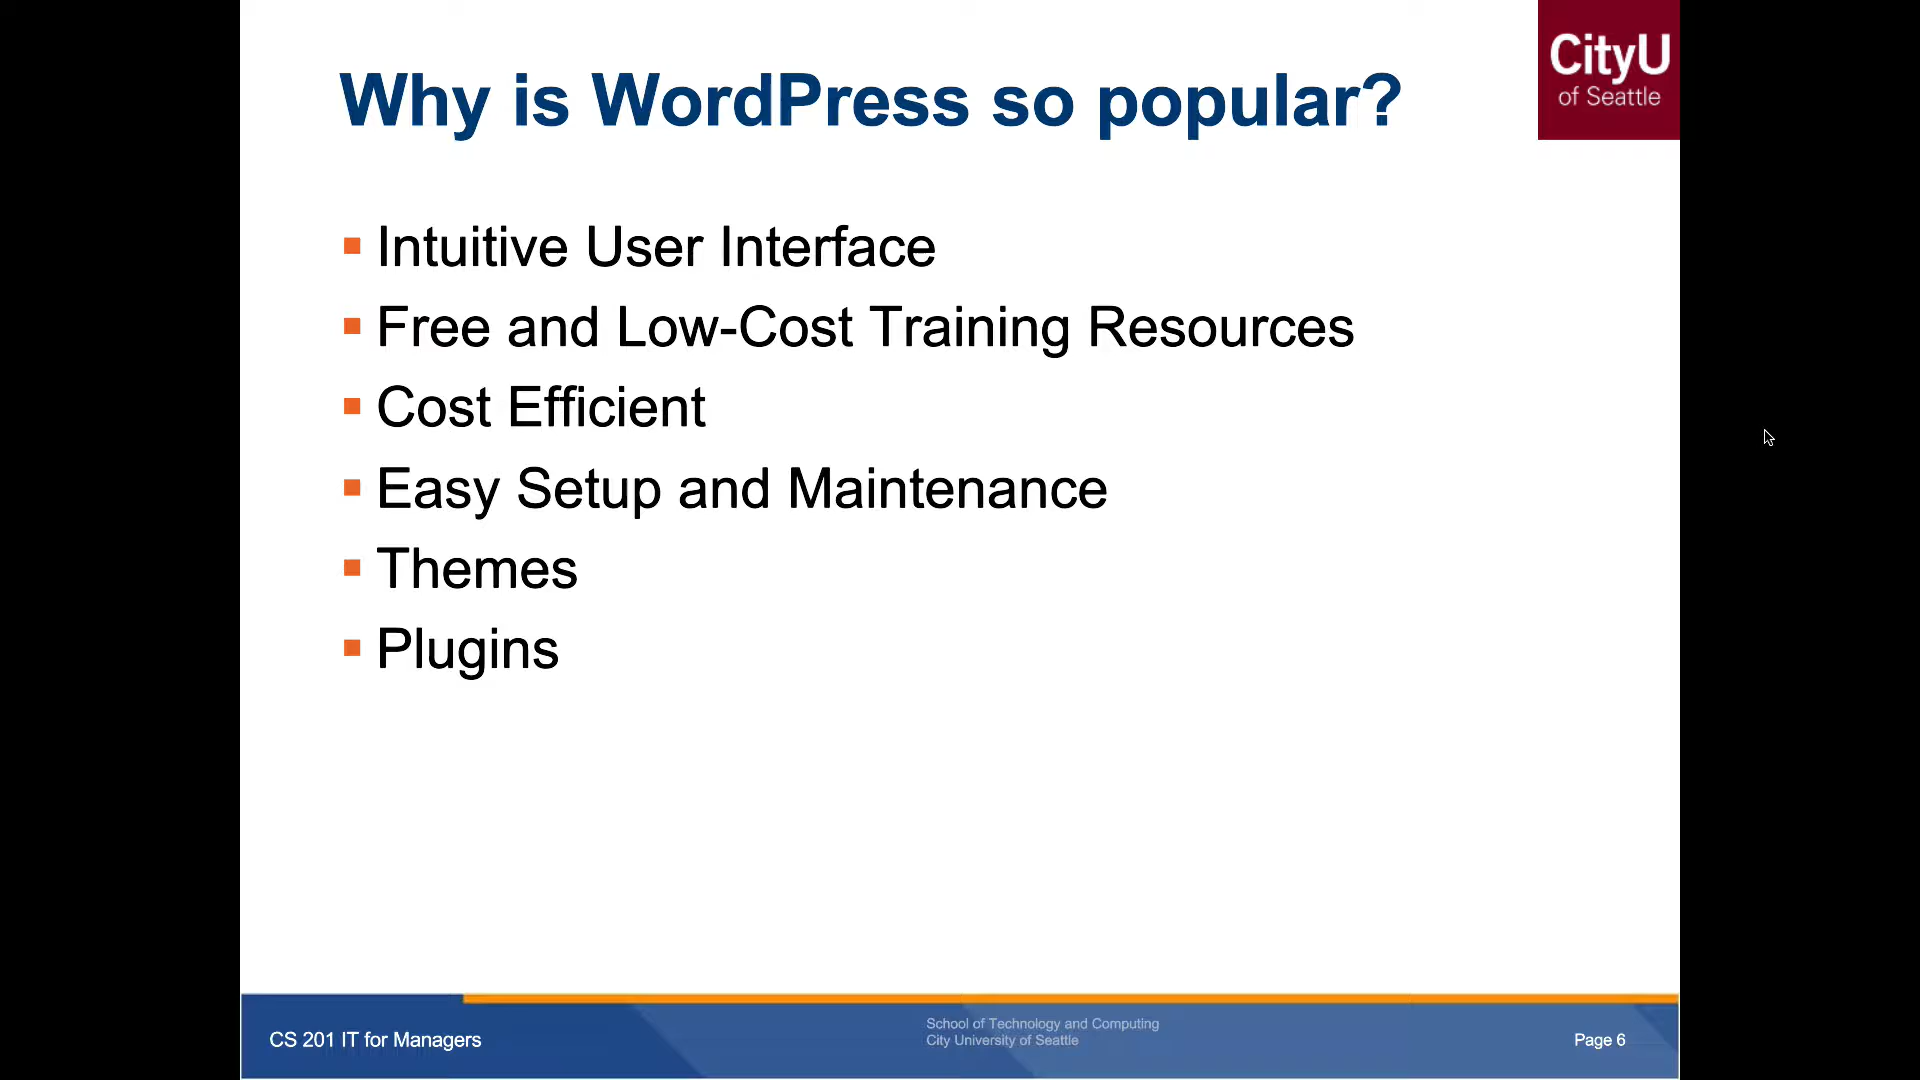 Why is WordPress so popular?
CityU
of Seattle
Intuitive User Interface
Free and Low-Cost Training Resources
Cost Efficient
Easy Setup and Maintenance
Themes
Plugins
CS 201 IT for Managers
School of Technology and Computing
City University of Seattle
Page 6